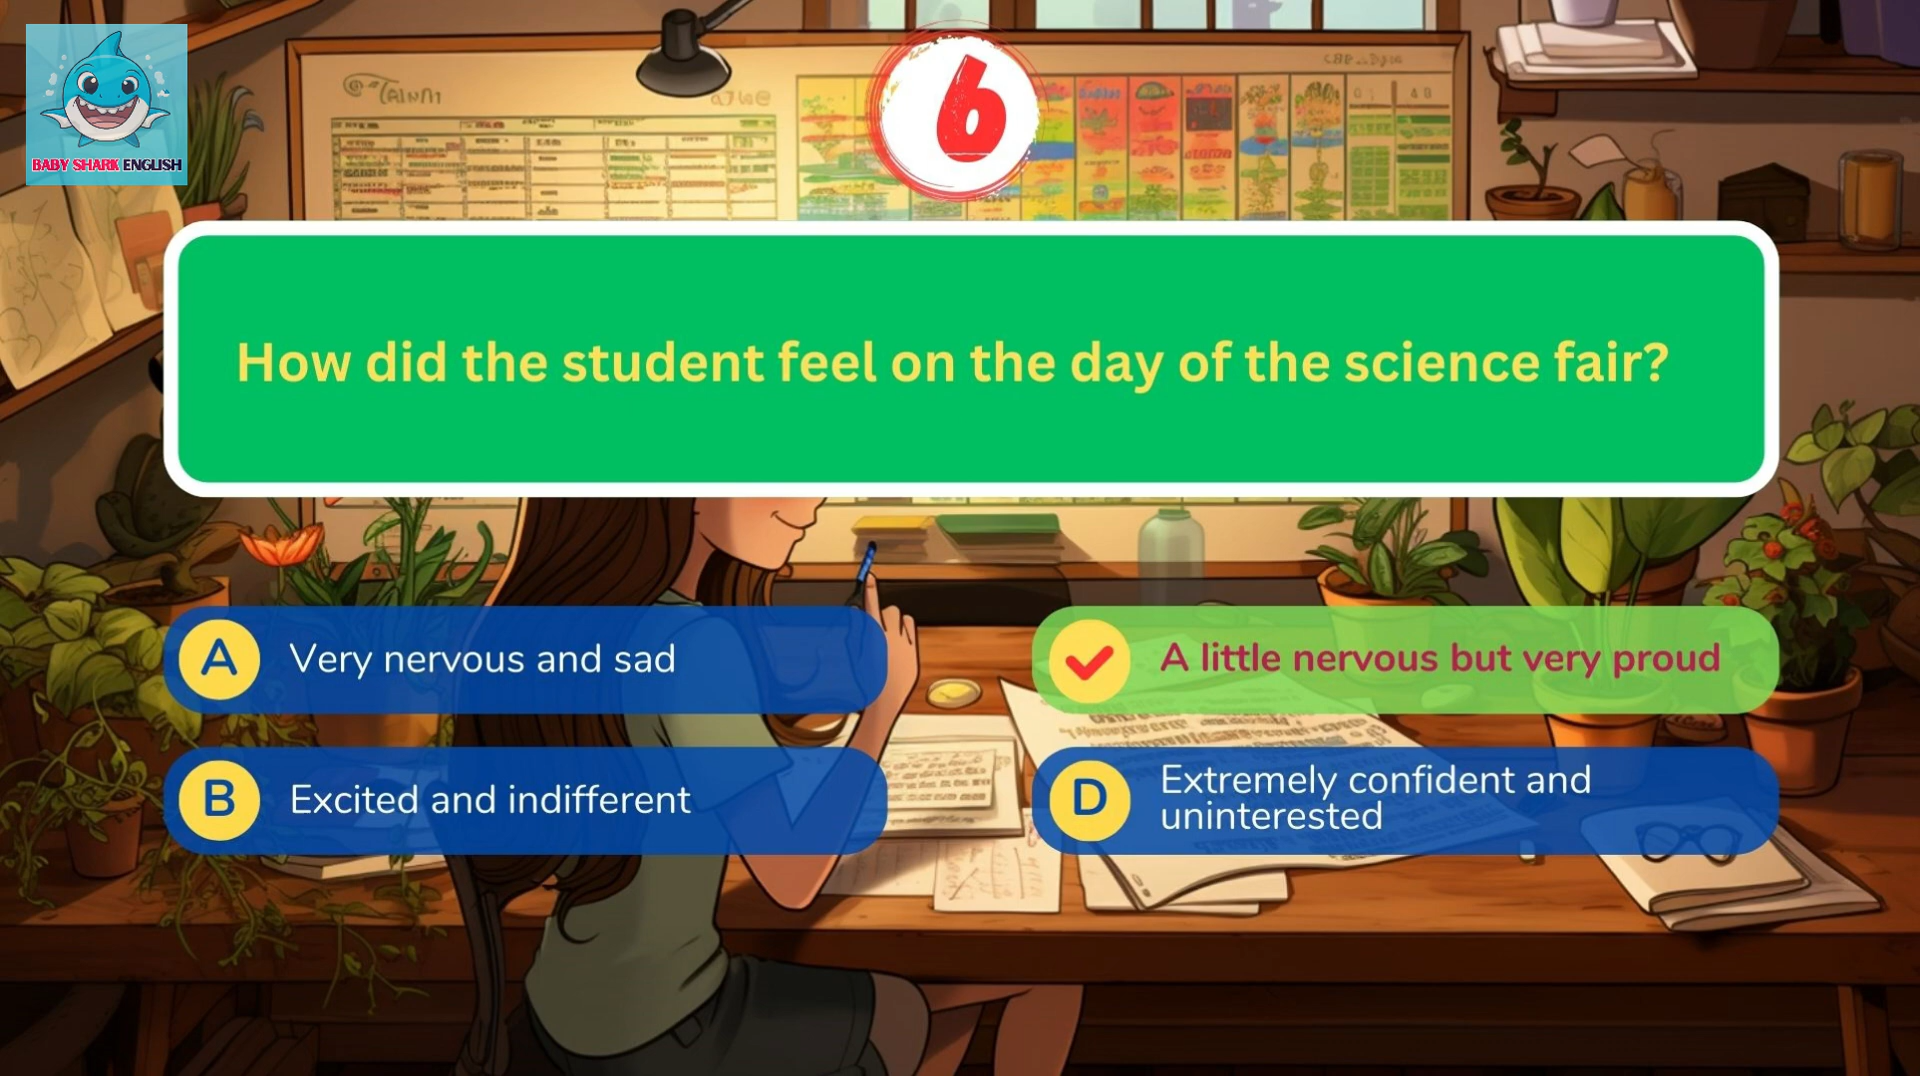 BABY SHARK ENGLISH
6
How did the student feel on the day of the science fair?
A
Very nervous and sad
A little nervous but very proud
B
Excited and indifferent
D
Extremely confident and
uninterested